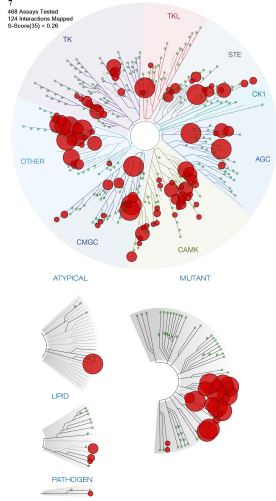 7
468 Assays Tested
124 Interactions Mapped
S-Score(35) = 0.26
TKL
TK
STE
CK1
OTHER
AGC
CMGC
CAMK
ATYPICAL
MUTANT
LIPID
PATHOGEN